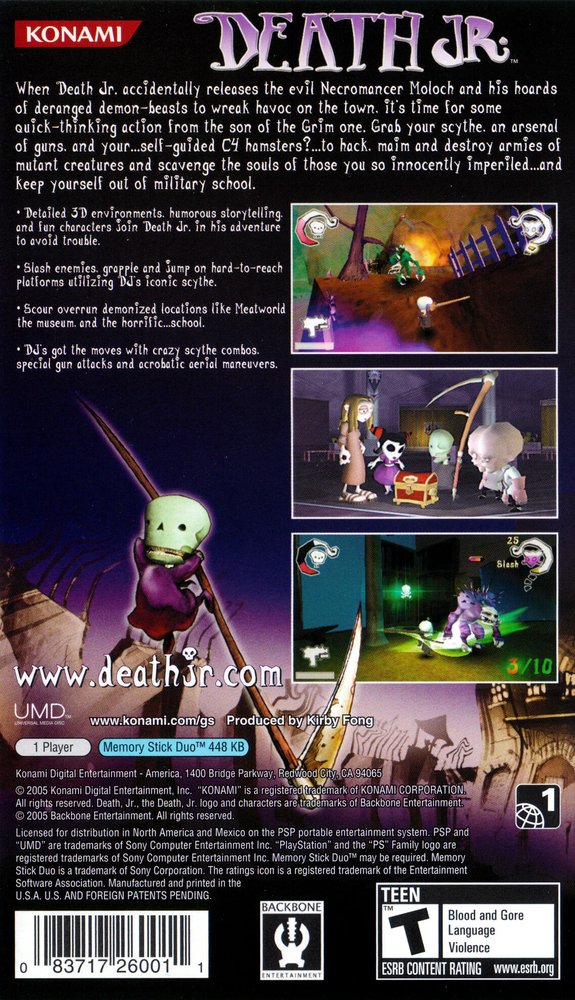 KONAMI
DEATH JR.™
When Death Jr. accidentally releases the evil Necromancer Moloch and his hoards
of deranged demon-beasts to wreak havoc on the town, it's time for some
quick-thinking action from the son of the Grim one. Grab your scythe, an arsenal
of guns, and your...self-guided C4 hamsters?...to hack, maim and destroy armies of
mutant creatures and scavenge the souls of those you so innocently imperiled...and
keep yourself out of military school.
• Detailed 3D environments, humorous storytelling,
and fun characters join Death Jr. in his adventure
to avoid trouble.
• Slash enemies, grapple and jump on hard-to-reach
platforms utilizing DJ's iconic scythe.
• Scour overrun demonized locations like Meatworld
the museum, and the horrific...school.
• DJ's got the moves with crazy scythe combos,
special gun attacks and acrobatic aerial maneuvers.
25
Slash
3/10
www.deathjr.com
UMD™
UNIVERSAL MEDIA DISC
www.konami.com/gs Produced by Kirby Fong
1 Player
Memory Stick Duo™ 448 KB
Konami Digital Entertainment - America, 1400 Bridge Parkway, Redwood City, CA 94065
© 2005 Konami Digital Entertainment, Inc. "KONAMI" is a registered trademark of KONAMI CORPORATION.
All rights reserved. Death, Jr., the Death, Jr. logo and characters are trademarks of Backbone Entertainment.
© 2005 Backbone Entertainment. All rights reserved.
1
Licensed for distribution in North America and Mexico on the PSP portable entertainment system. PSP and
"UMD" are trademarks of Sony Computer Entertainment Inc. "PlayStation" and the "PS" Family logo are
registered trademarks of Sony Computer Entertainment Inc. Memory Stick Duo™ may be required. Memory
Stick Duo is a trademark of Sony Corporation. The ratings icon is a registered trademark of the Entertainment
Software Association. Manufactured and printed in the
U.S.A. U.S. AND FOREIGN PATENTS PENDING.
0 83717 26001 1
BACKBONE
ENTERTAINMENT
TEEN
T
Blood and Gore
Language
Violence
ESRB CONTENT RATING www.esrb.org